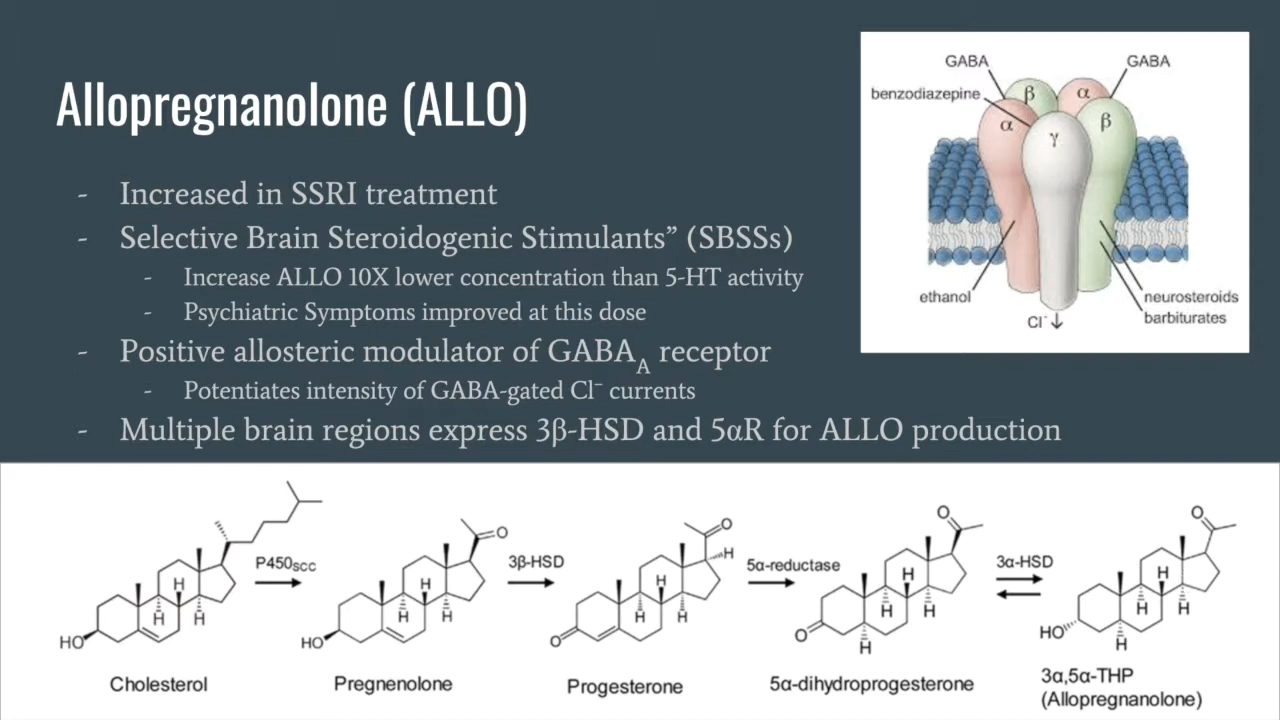 Allopregnanolone (ALLO)
- Increased in SSRI treatment
- Selective Brain Steroidogenic Stimulants” (SBSSs)
- Increase ALLO 10X lower concentration than 5-HT activity
- Psychiatric Symptoms improved at this dose
- Positive allosteric modulator of GABA_A receptor
- Potentiates intensity of GABA-gated Cl⁻ currents
- Multiple brain regions express 3β-HSD and 5αR for ALLO production
GABA GABA
benzodiazepine
β α
α β
γ
ethanol
neurosteroids
barbiturates
Cl⁻ ↓
P450scc 3β-HSD 5α-reductase 3α-HSD
HO H H H
HO H H H O
O H H H H O
O H H H H O
HO H H H H O
Cholesterol
Pregnenolone
Progesterone
5α-dihydroprogesterone
3α,5α-THP
(Allopregnanolone)